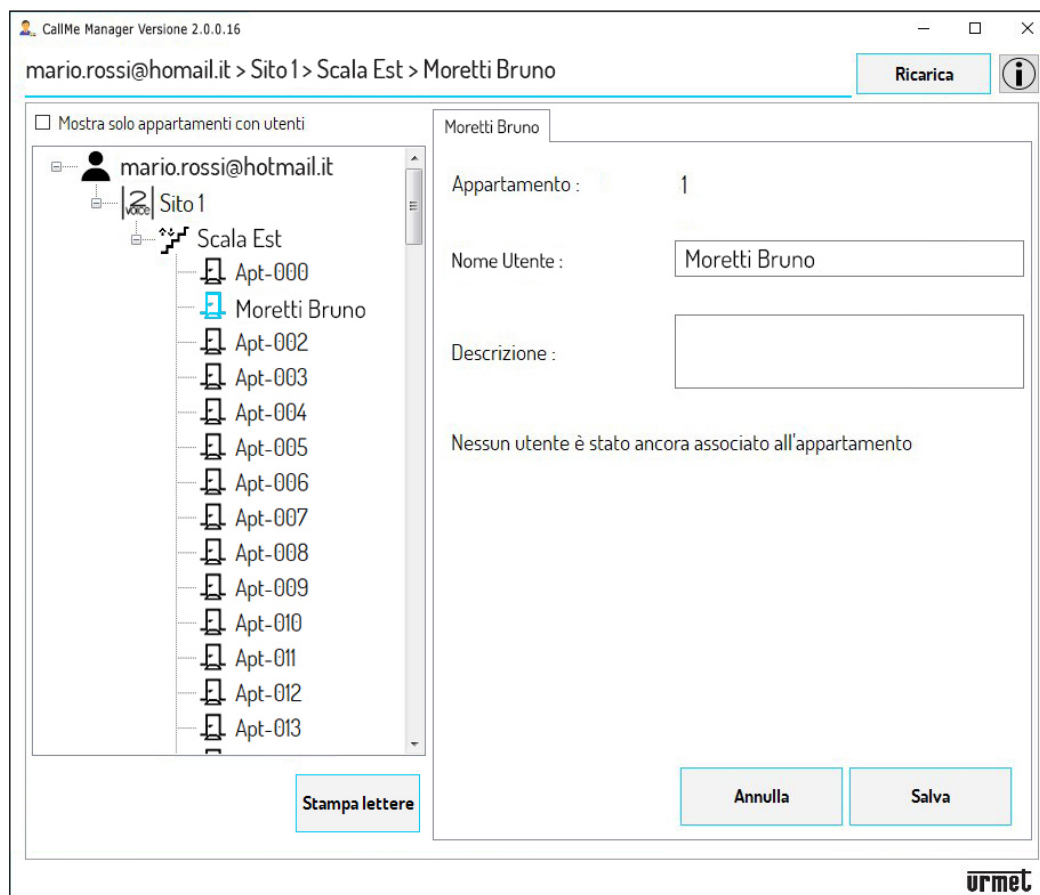 CallMe Manager Versione 2.0.0.16
mario.rossi@homail.it > Sito 1 > Scala Est > Moretti Bruno
Ricarica
Mostra solo appartamenti con utenti
mario.rossi@hotmail.it
2 voice Sito 1
Scala Est
Apt-000
Moretti Bruno
Apt-002
Apt-003
Apt-004
Apt-005
Apt-006
Apt-007
Apt-008
Apt-009
Apt-010
Apt-011
Apt-012
Apt-013
Stampa lettere
Moretti Bruno
Appartamento : 1
Nome Utente : Moretti Bruno
Descrizione :
Nessun utente è stato ancora associato all'appartamento
Annulla
Salva
urmet